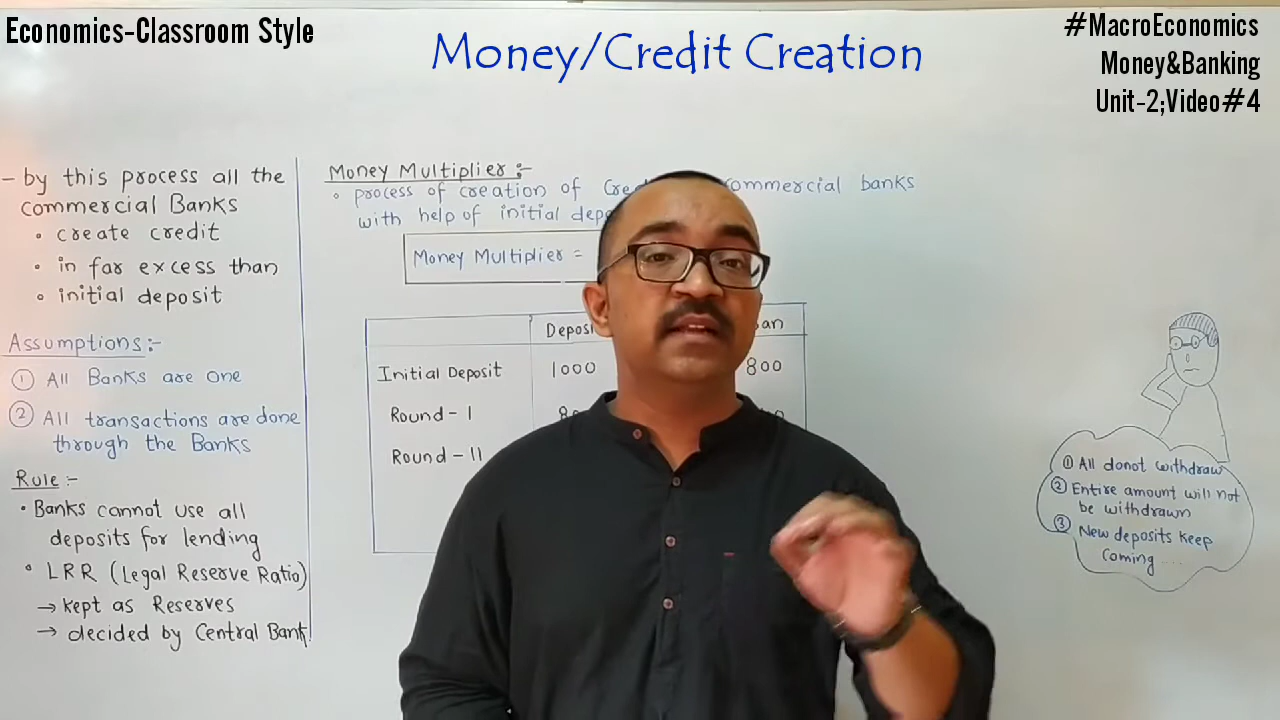 Economics-Classroom Style
Money/Credit Creation
#MacroEconomics
Money&Banking
Unit-2;Video#4
- by this process all the
commercial Banks
• create credit
• in far excess than
• initial deposit
Assumptions:-
① All Banks are one
② All transactions are done
through the Banks
Rule:-
• Banks cannot use all
deposits for lending
• LRR (Legal Reserve Ratio)
→ kept as Reserves
→ decided by Central Bank
Money Multiplier:-
• process of creation of commercial banks
with help of initial
Money Multiplier =
Initial Deposit 1000 800
Round-I
Round-II
① All donot withdraw
② Entire amount will not
be withdrawn
③ New deposits keep
coming ....